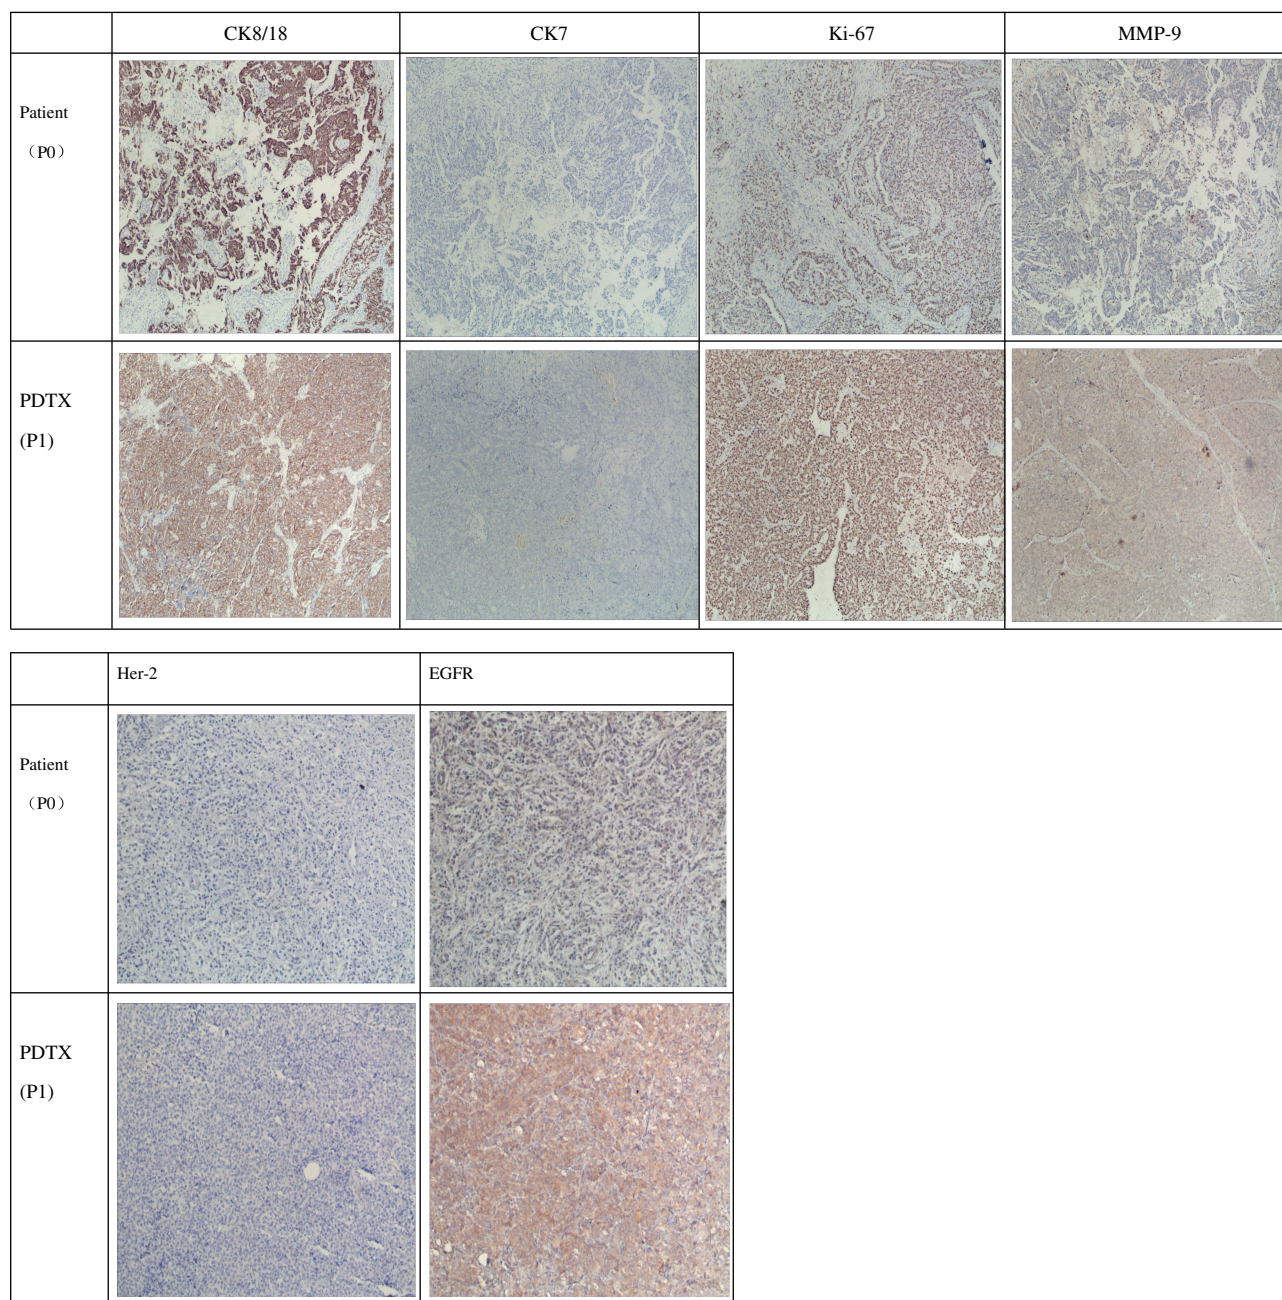 CK8/18 CK7 Ki-67 MMP-9
Patient
（P0）
PDTX
(P1)
Her-2 EGFR
Patient
（P0）
PDTX
(P1)